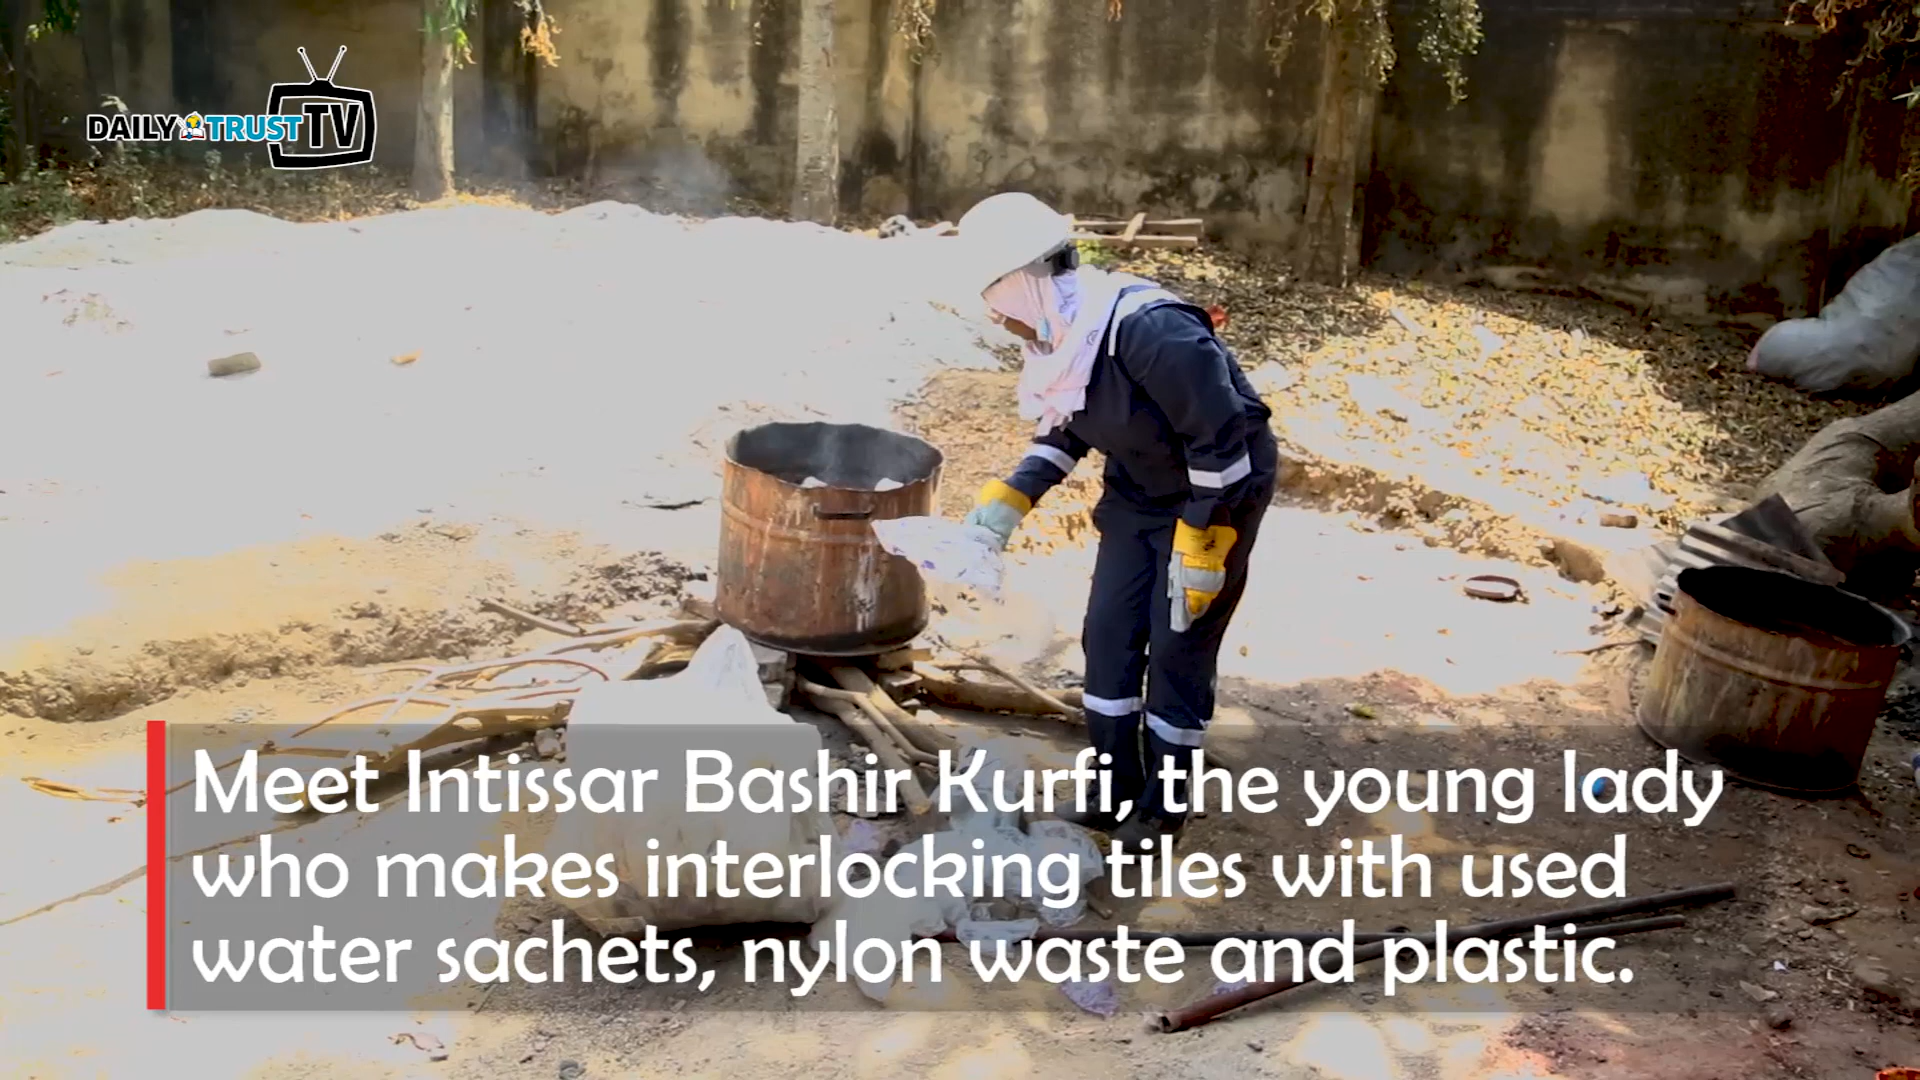 DAILY TRUST TV
Meet Intissar Bashir Kurfi, the young lady
who makes interlocking tiles with used
water sachets, nylon waste and plastic.